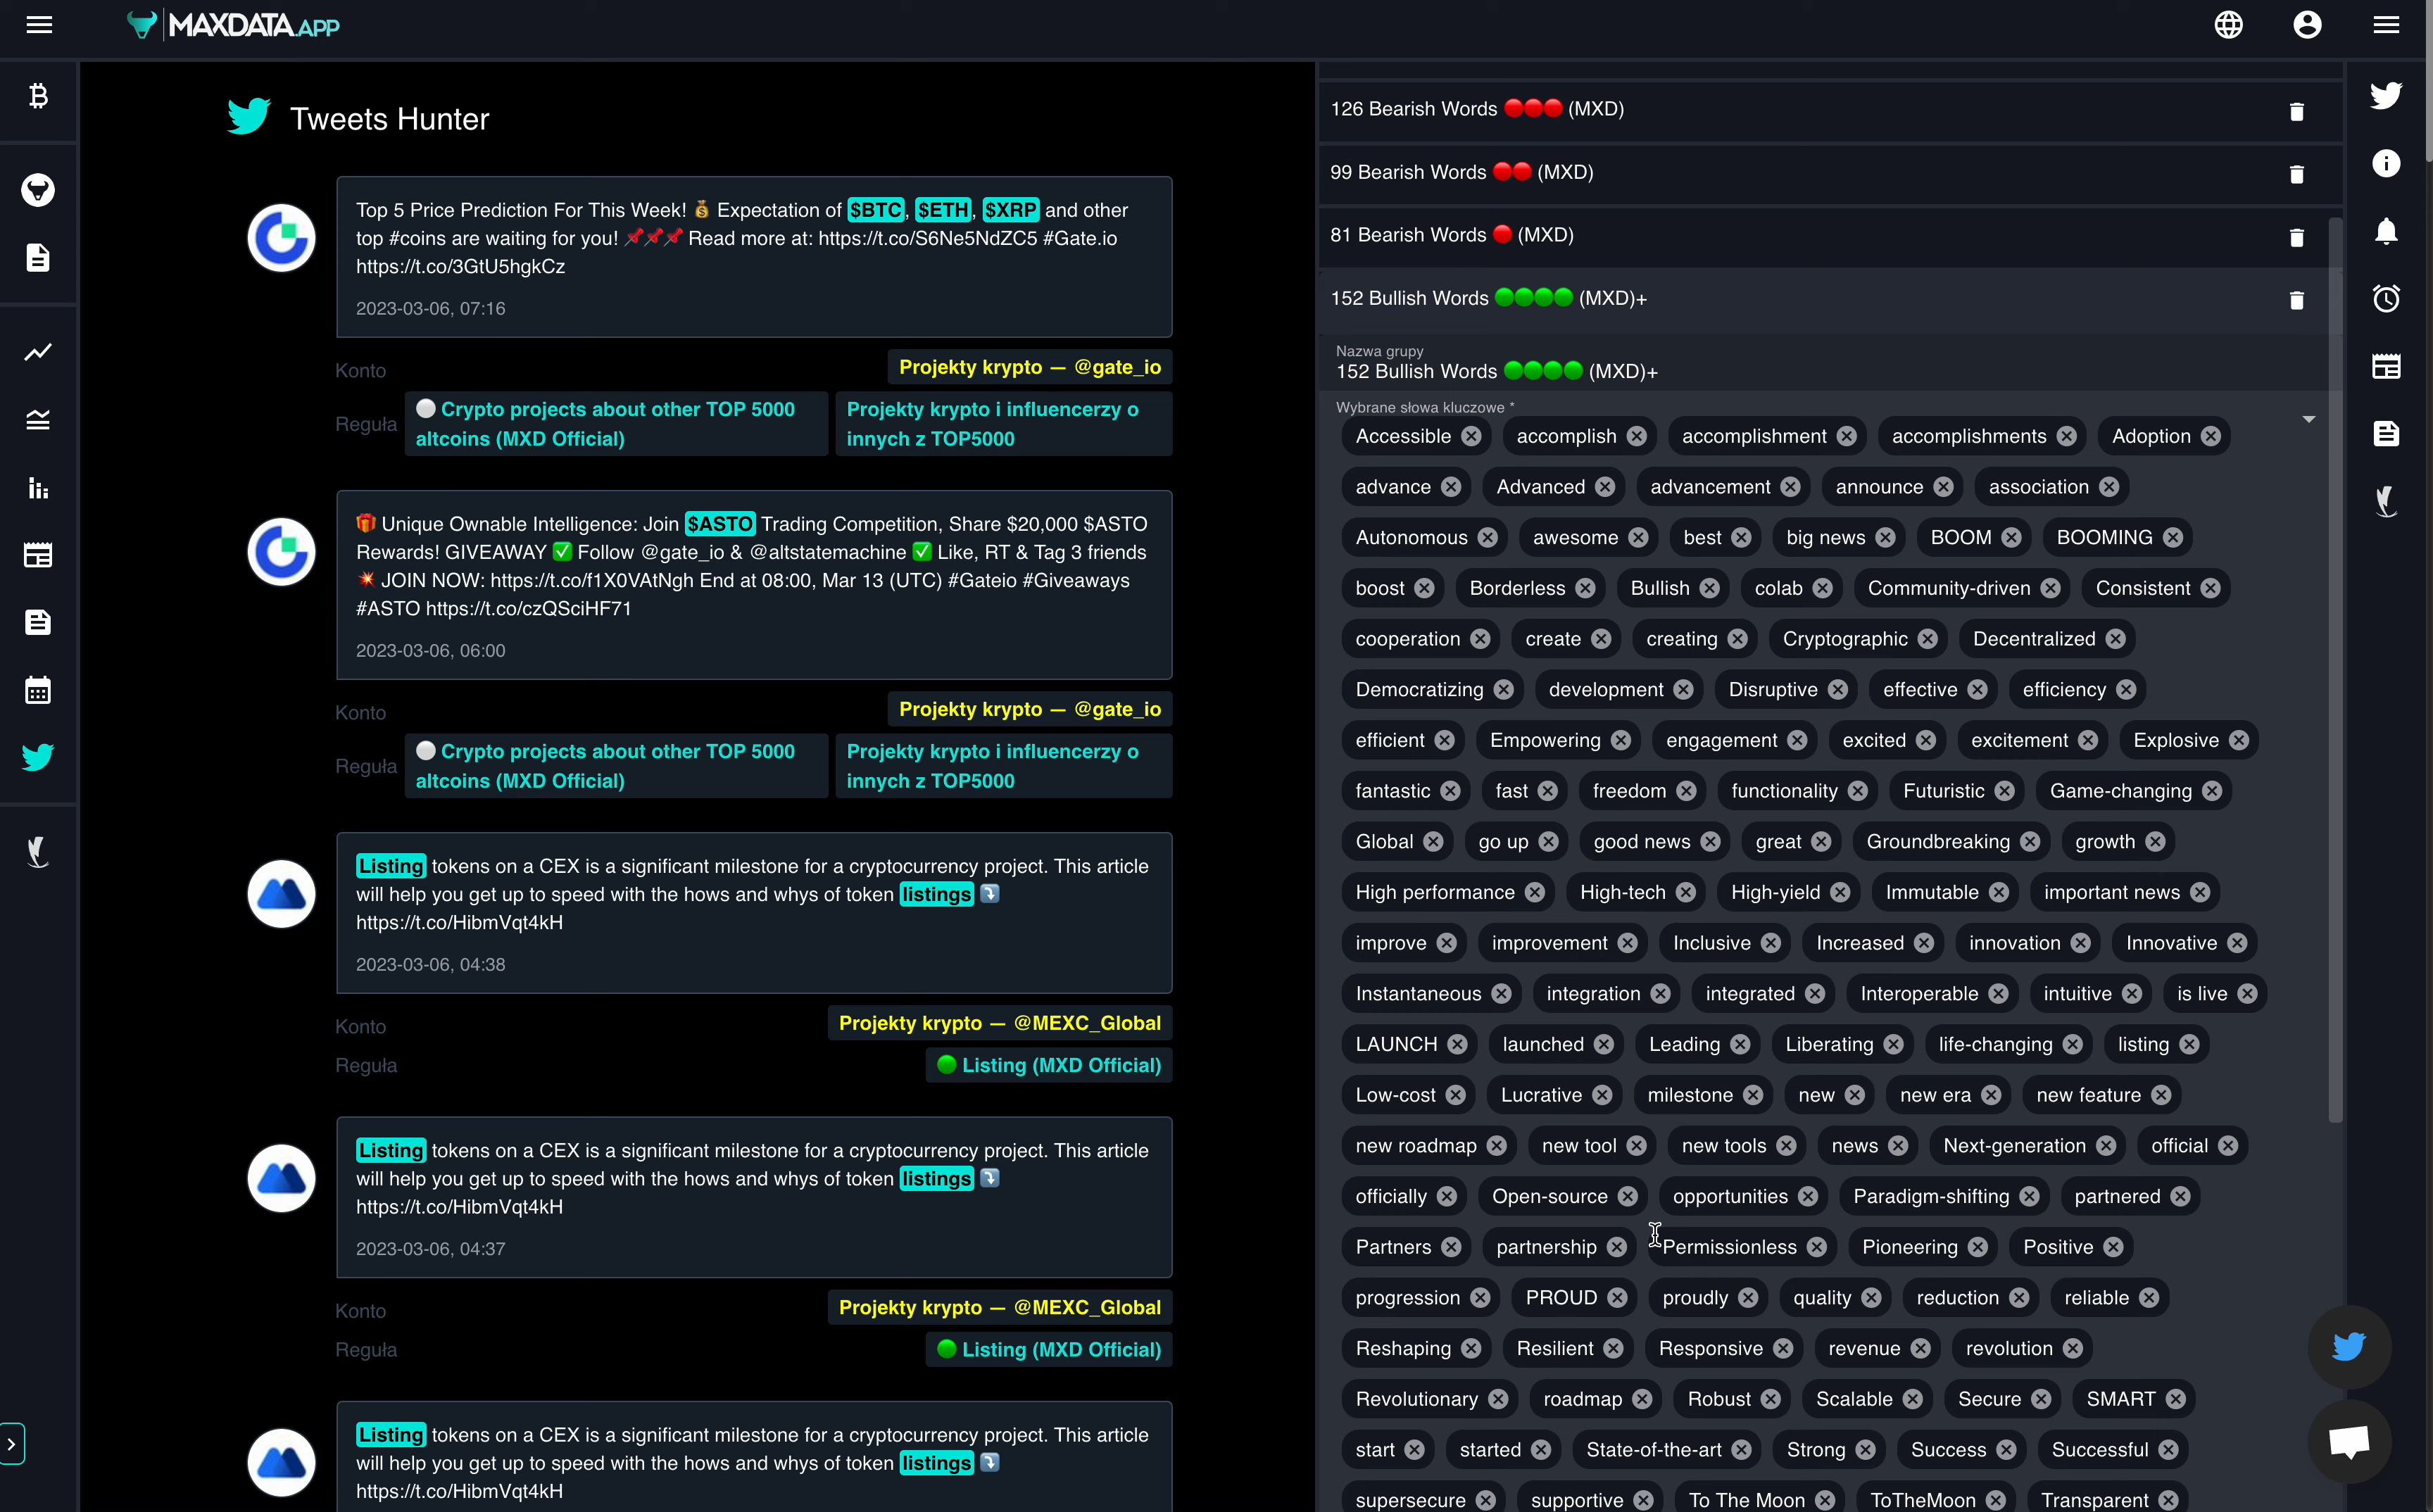 MAXDATA.APP
Tweets Hunter
Top 5 Price Prediction For This Week! 💰 Expectation of $BTC, $ETH, $XRP and other
top #coins are waiting for you! 📌📌📌 Read more at: https://t.co/S6Ne5NdZC5 #Gate.io
https://t.co/3GtU5hgkCz
2023-03-06, 07:16
Konto
Projekty krypto — @gate_io
Reguła
⚪ Crypto projects about other TOP 5000
altcoins (MXD Official)
Projekty krypto i influencerzy o
innych z TOP5000
🎁 Unique Ownable Intelligence: Join $ASTO Trading Competition, Share $20,000 $ASTO
Rewards! GIVEAWAY ✅ Follow @gate_io & @altstatemachine ✅ Like, RT & Tag 3 friends
💥 JOIN NOW: https://t.co/f1X0VAtNgh End at 08:00, Mar 13 (UTC) #Gateio #Giveaways
#ASTO https://t.co/czQSciHF71
2023-03-06, 06:00
Konto
Projekty krypto — @gate_io
Reguła
⚪ Crypto projects about other TOP 5000
altcoins (MXD Official)
Projekty krypto i influencerzy o
innych z TOP5000
Listing tokens on a CEX is a significant milestone for a cryptocurrency project. This article
will help you get up to speed with the hows and whys of token listings ⤵️
https://t.co/HibmVqt4kH
2023-03-06, 04:38
Konto
Projekty krypto — @MEXC_Global
Reguła
🟢 Listing (MXD Official)
Listing tokens on a CEX is a significant milestone for a cryptocurrency project. This article
will help you get up to speed with the hows and whys of token listings ⤵️
https://t.co/HibmVqt4kH
2023-03-06, 04:37
Konto
Projekty krypto — @MEXC_Global
Reguła
🟢 Listing (MXD Official)
Listing tokens on a CEX is a significant milestone for a cryptocurrency project. This article
will help you get up to speed with the hows and whys of token listings ⤵️
https://t.co/HibmVqt4kH
126 Bearish Words 🔴🔴🔴 (MXD)
99 Bearish Words 🔴🔴 (MXD)
81 Bearish Words 🔴 (MXD)
152 Bullish Words 🟢🟢🟢🟢 (MXD)+
Nazwa grupy
152 Bullish Words 🟢🟢🟢🟢 (MXD)+
Wybrane słowa kluczowe *
Accessible accomplish accomplishment accomplishments Adoption
advance Advanced advancement announce association
Autonomous awesome best big news BOOM BOOMING
boost Borderless Bullish colab Community-driven Consistent
cooperation create creating Cryptographic Decentralized
Democratizing development Disruptive effective efficiency
efficient Empowering engagement excited excitement Explosive
fantastic fast freedom functionality Futuristic Game-changing
Global go up good news great Groundbreaking growth
High performance High-tech High-yield Immutable important news
improve improvement Inclusive Increased innovation Innovative
Instantaneous integration integrated Interoperable intuitive is live
LAUNCH launched Leading Liberating life-changing listing
Low-cost Lucrative milestone new new era new feature
new roadmap new tool new tools news Next-generation official
officially Open-source opportunities Paradigm-shifting partnered
Partners partnership Permissionless Pioneering Positive
progression PROUD proudly quality reduction reliable
Reshaping Resilient Responsive revenue revolution
Revolutionary roadmap Robust Scalable Secure SMART
start started State-of-the-art Strong Success Successful
supersecure supportive To The Moon ToTheMoon Transparent